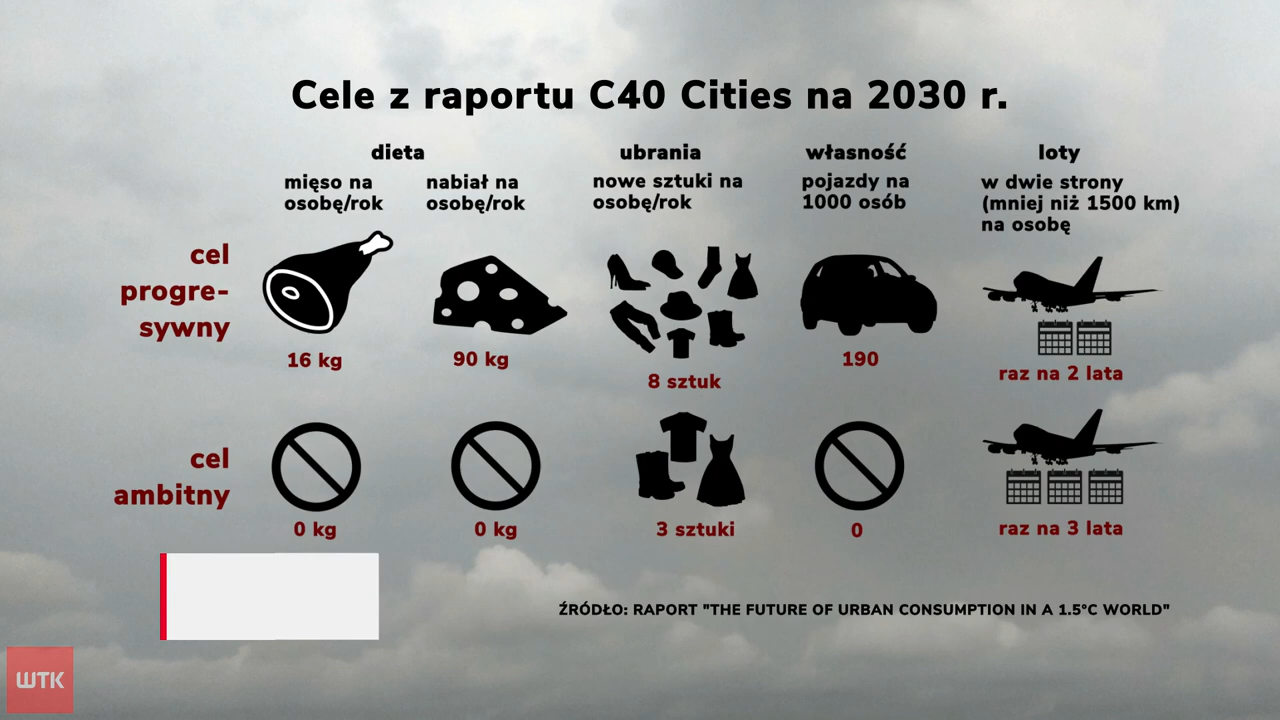 Cele z raportu C40 Cities na 2030 r.
dieta
ubrania
własność
loty
mięso na
osobę/rok
nabiał na
osobę/rok
nowe sztuki na
osobę/rok
pojazdy na
1000 osób
w dwie strony
(mniej niż 1500 km)
na osobę
cel
progre-
sywny
16 kg
90 kg
8 sztuk
190
raz na 2 lata
cel
ambitny
0 kg
0 kg
3 sztuki
0
raz na 3 lata
ŹRÓDŁO: RAPORT "THE FUTURE OF URBAN CONSUMPTION IN A 1.5°C WORLD"
WTK